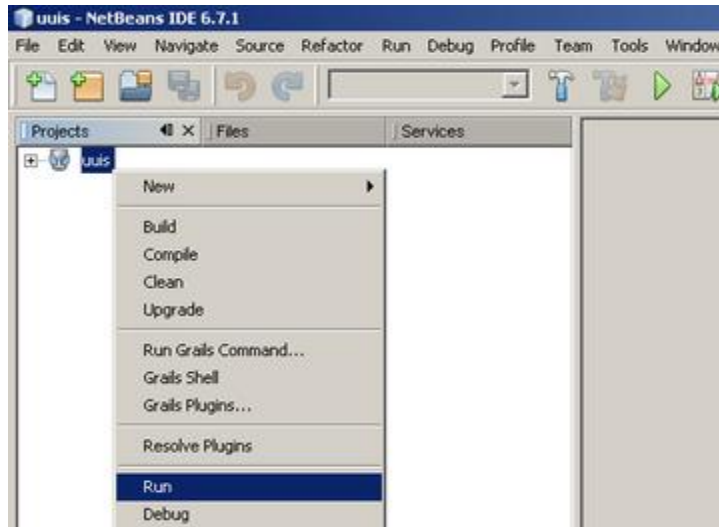 uuis - NetBeans IDE 6.7.1
File Edit View Navigate Source Refactor Run Debug Profile Team Tools Window
Projects Files Services
uuis
New
Build
Compile
Clean
Upgrade
Run Grails Command...
Grails Shell
Grails Plugins...
Resolve Plugins
Run
Debug